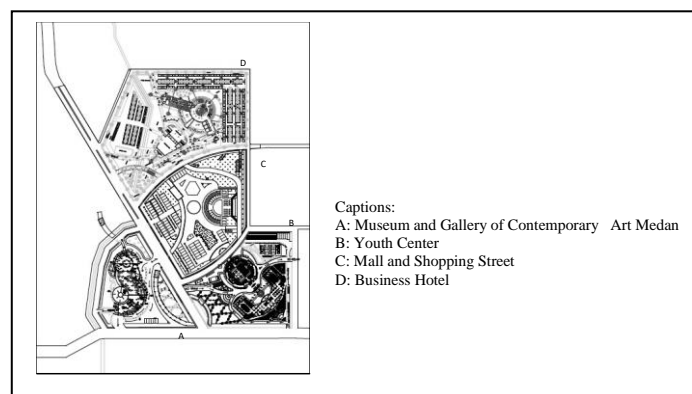 D
C
B
A
Captions:
A: Museum and Gallery of Contemporary Art Medan
B: Youth Center
C: Mall and Shopping Street
D: Business Hotel